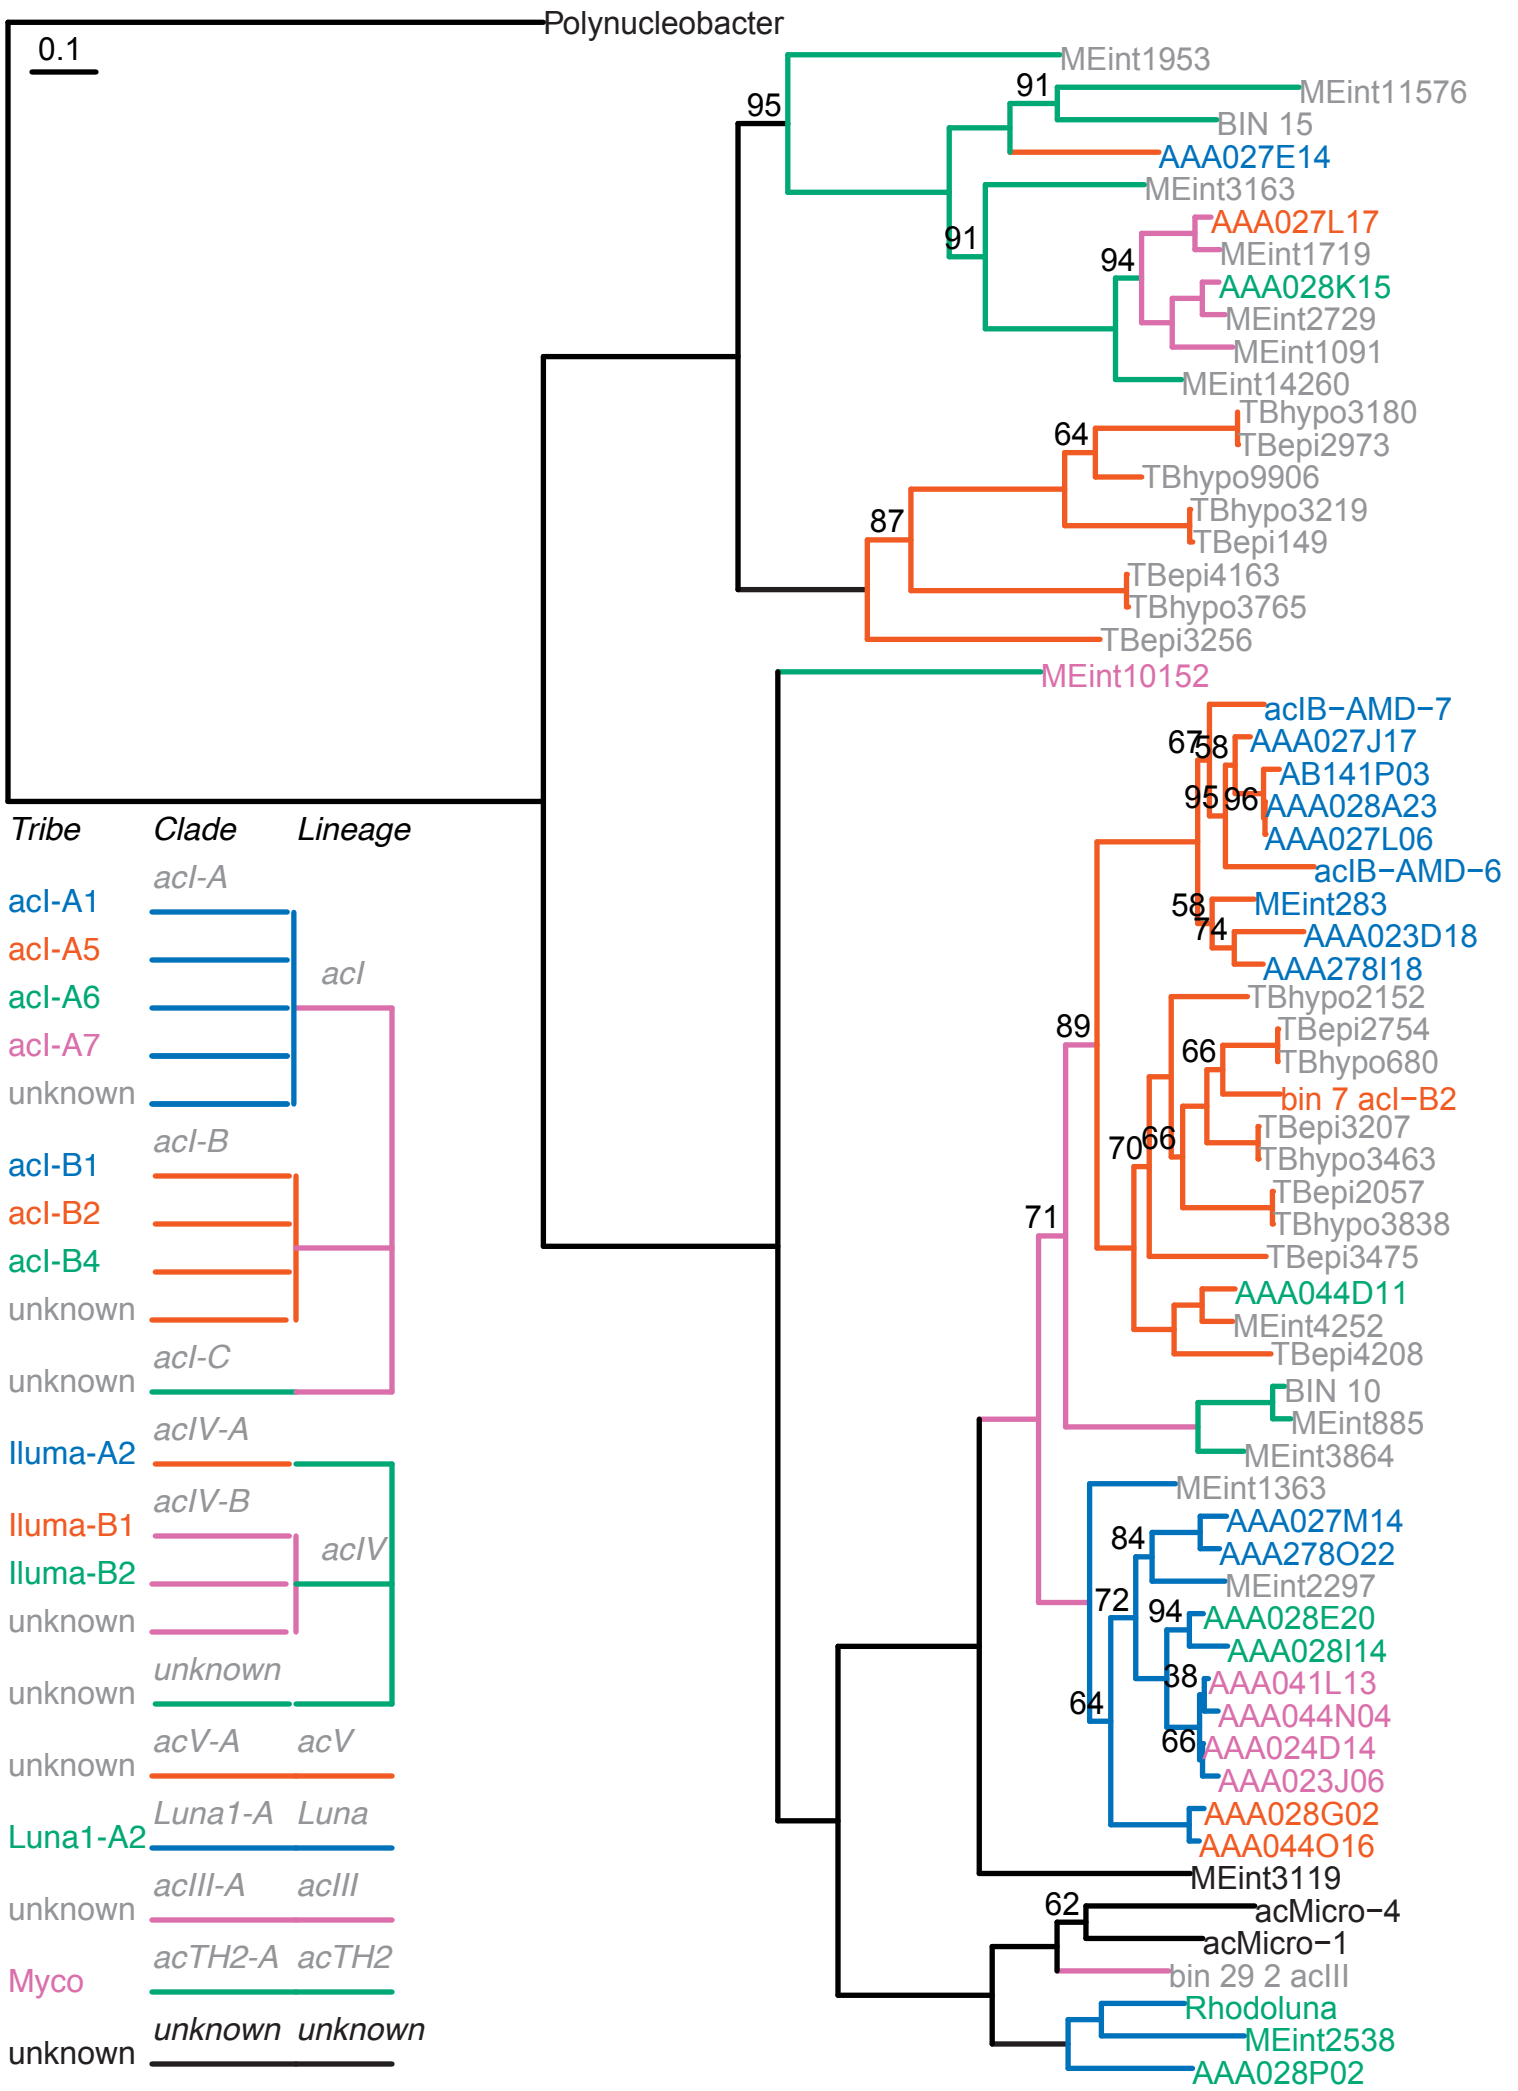 Polynucleobacter
0.1
MEint1953
91
MEint11576
95
BIN 15
AAA027E14
MEint3163
AAA027L17
91
MEint1719
94
AAA028K15
MEint2729
MEint1091
MEint14260
TBhypo3180
64
TBepi2973
TBhypo9906
TBhypo3219
87
TBepi149
TBepi4163
TBhypo3765
TBepi3256
MEint10152
acIB−AMD−7
67
58
AAA027J17
AB141P03
95
96
AAA028A23
AAA027L06
acIB−AMD−6
58
MEint283
74
AAA023D18
AAA278I18
TBhypo2152
89
TBepi2754
66
TBhypo680
bin 7 acI−B2
TBepi3207
70
66
TBhypo3463
TBepi2057
71
TBhypo3838
TBepi3475
AAA044D11
MEint4252
TBepi4208
BIN 10
MEint885
MEint3864
MEint1363
AAA027M14
84
AAA278O22
MEint2297
72
94
AAA028E20
AAA028I14
38
AAA041L13
64
AAA044N04
66
AAA024D14
AAA023J06
AAA028G02
AAA044O16
MEint3119
62
acMicro−4
acMicro−1
bin 29 2 acIII
Rhodoluna
MEint2538
AAA028P02
Tribe Clade Lineage
acI-A
acI-A1
acI-A5
acI
acI-A6
acI-A7
unknown
acI-B
acI-B1
acI-B2
acI-B4
unknown
acI-C
unknown
acIV-A
Iluma-A2
acIV-B
Iluma-B1
acIV
Iluma-B2
unknown
unknown
unknown
acV-A acV
unknown
Luna1-A Luna
Luna1-A2
acIII-A acIII
unknown
acTH2-A acTH2
Myco
unknown unknown
unknown